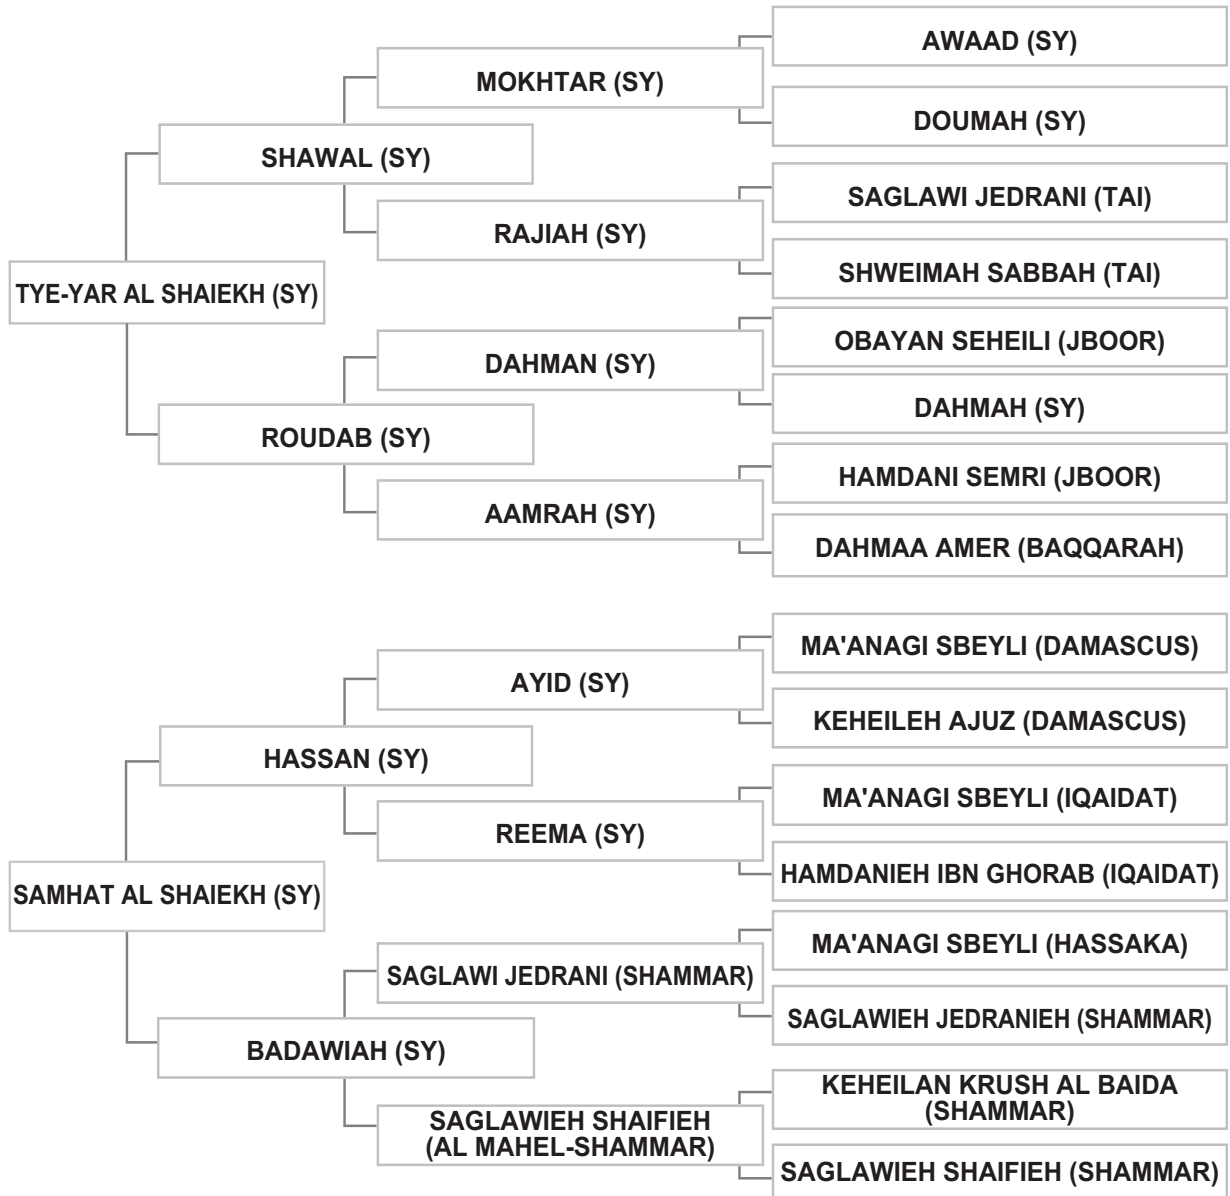 AWAAD (SY)
MOKHTAR (SY)
DOUMAH (SY)
SHAWAL (SY)
SAGLAWI JEDRANI (TAI)
RAJIAH (SY)
SHWEIMAH SABBAH (TAI)
TYE-YAR AL SHAIEKH (SY)
OBAYAN SEHEILI (JBOOR)
DAHMAN (SY)
DAHMAH (SY)
ROUDAB (SY)
HAMDANI SEMRI (JBOOR)
AAMRAH (SY)
DAHMAA AMER (BAQQARAH)
MA'ANAGI SBEYLI (DAMASCUS)
AYID (SY)
KEHEILEH AJUZ (DAMASCUS)
HASSAN (SY)
MA'ANAGI SBEYLI (IQAIDAT)
REEMA (SY)
HAMDANIEH IBN GHORAB (IQAIDAT)
SAMHAT AL SHAIEKH (SY)
MA'ANAGI SBEYLI (HASSAKA)
SAGLAWI JEDRANI (SHAMMAR)
SAGLAWIEH JEDRANIEH (SHAMMAR)
BADAWIAH (SY)
KEHEILAN KRUSH AL BAIDA
(SHAMMAR)
SAGLAWIEH SHAIFIEH
(AL MAHEL-SHAMMAR)
SAGLAWIEH SHAIFIEH (SHAMMAR)